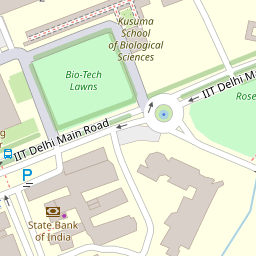 Kusuma
School
of Biological
Sciences
Bio-Tech
Lawns
IIT Delhi M
Rose
IIT Delhi Main Road
ng
P
State Bank
of India